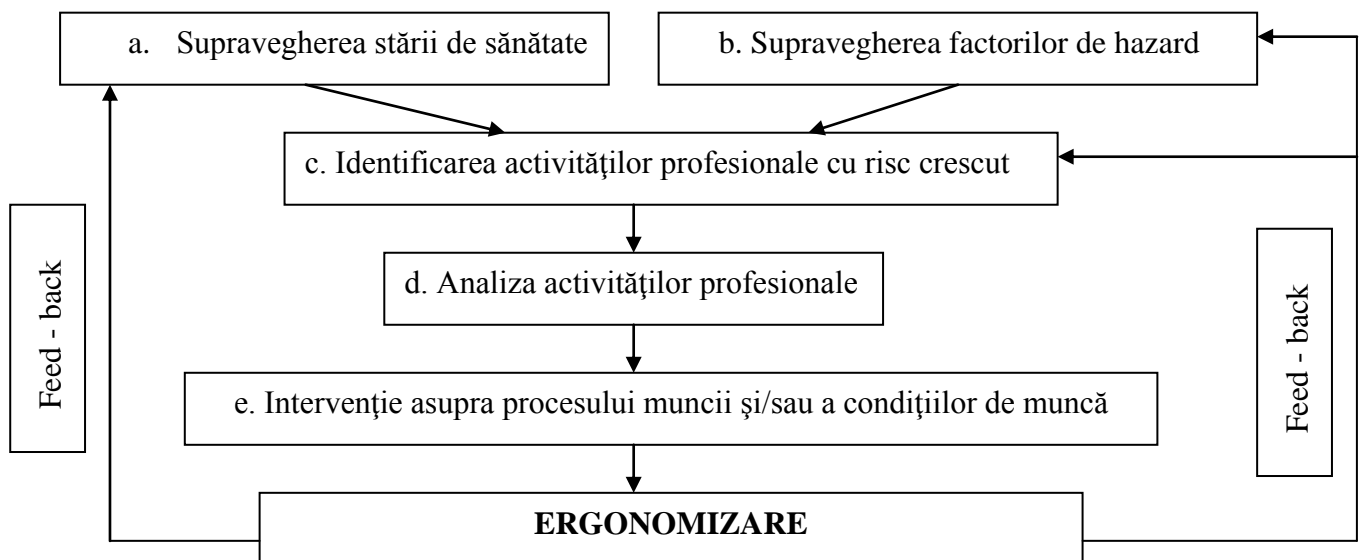 a. Supravegherea stării de sănătate
b. Supravegherea factorilor de hazard
c. Identificarea activităţilor profesionale cu risc crescut
d. Analiza activităţilor profesionale
Feed - back
Feed - back
e. Intervenţie asupra procesului muncii şi/sau a condiţiilor de muncă
ERGONOMIZARE